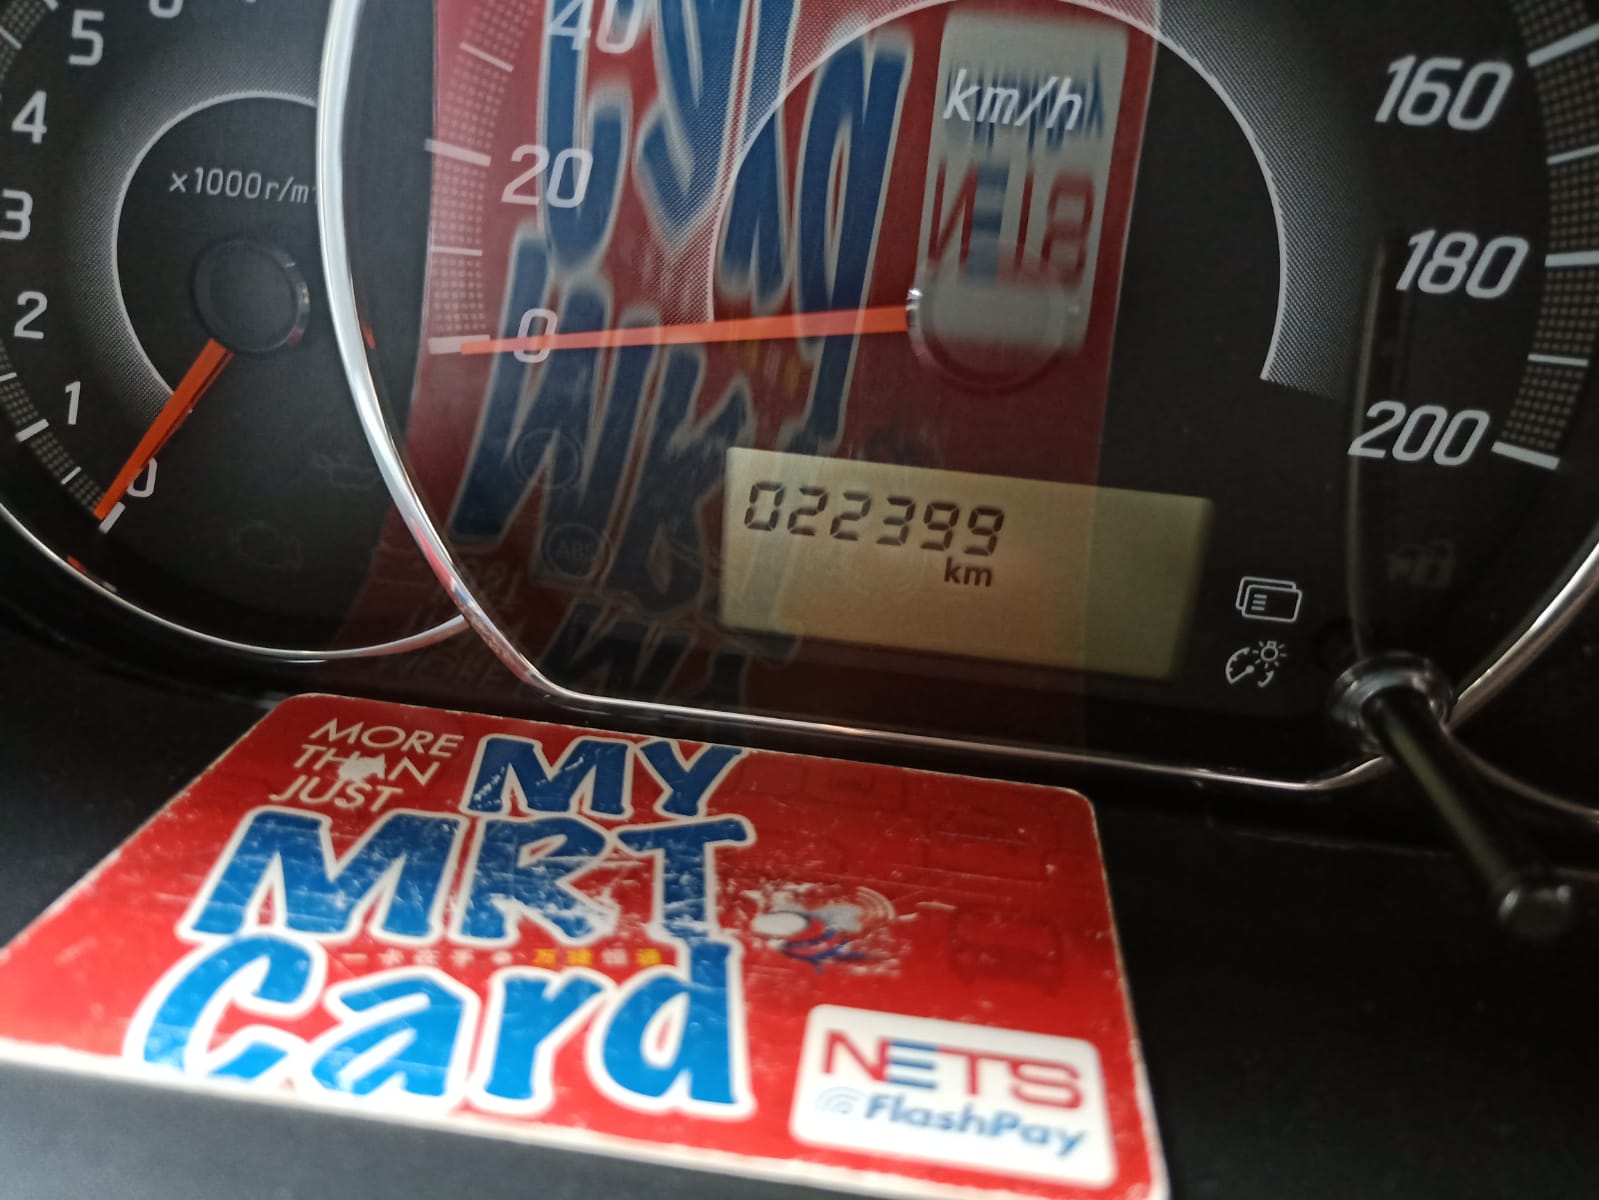 5
4
3
2
1
0
x1000r/m
40
20
0
km/h
160
180
200
022399
km
ABS
MORE
THAN
JUST
MY
MRT
Card
NETS
FlashPay